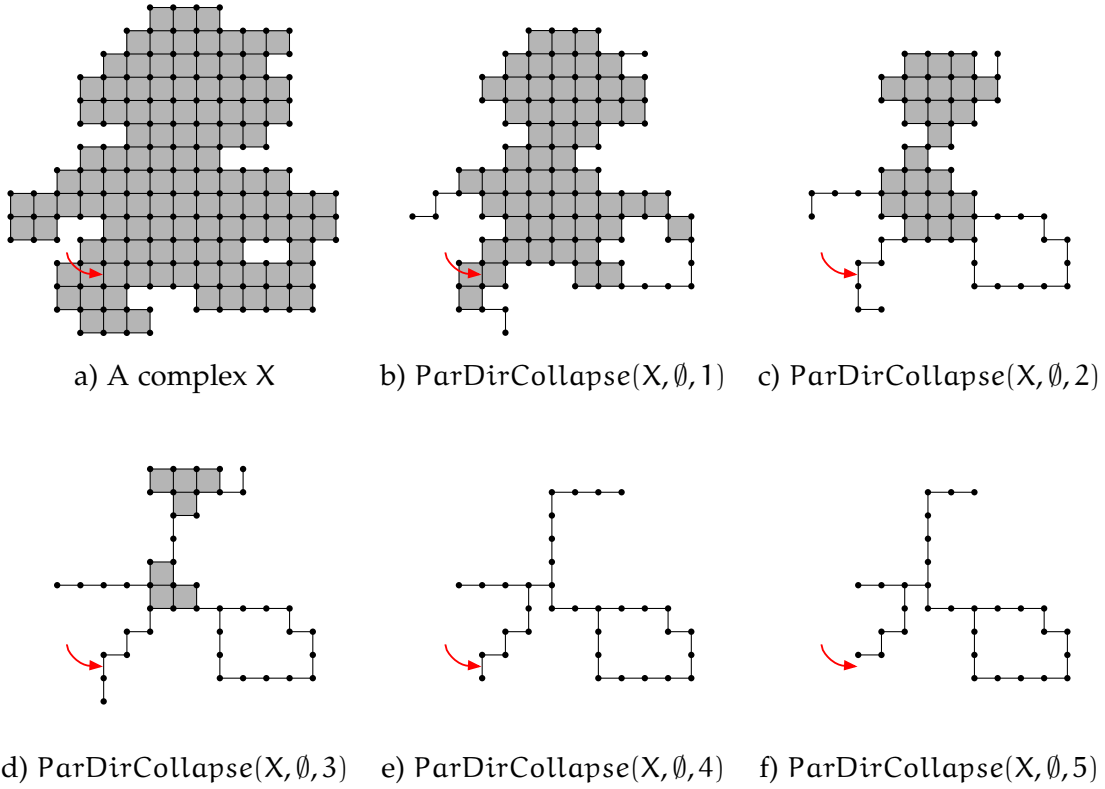 a) A complex X
b) ParDirCollapse(X, ∅, 1)
c) ParDirCollapse(X, ∅, 2)
d) ParDirCollapse(X, ∅, 3)
e) ParDirCollapse(X, ∅, 4)
f) ParDirCollapse(X, ∅, 5)